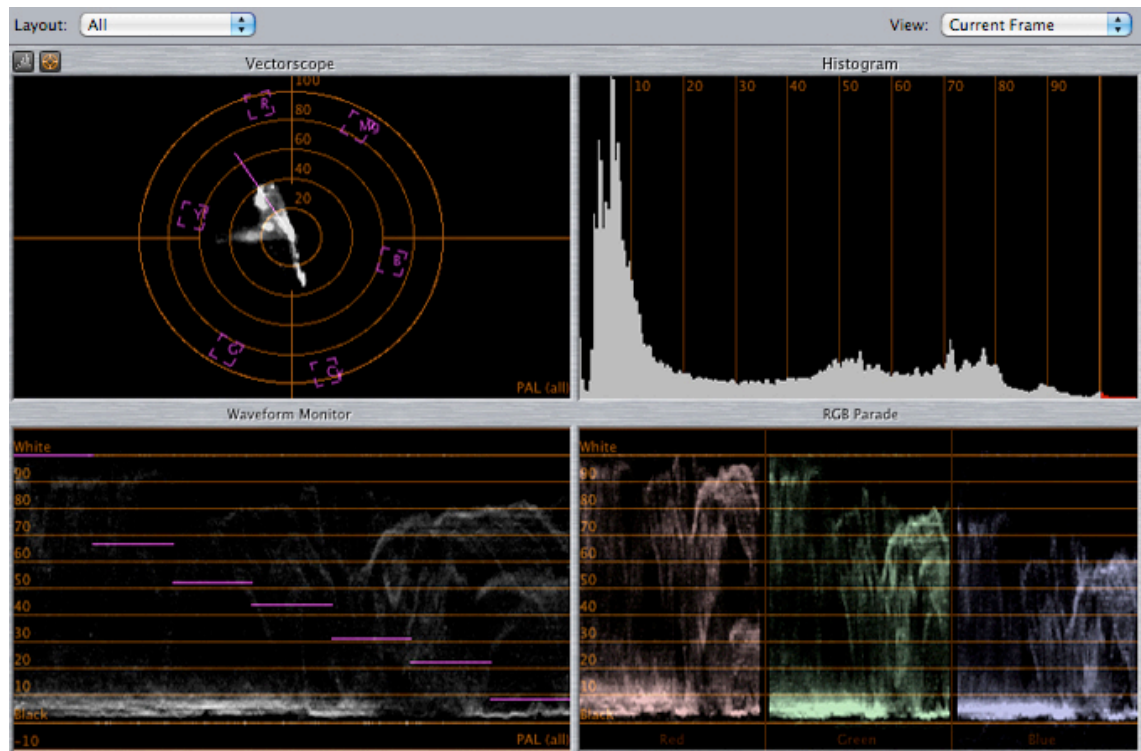 Layout: All
View: Current Frame
Vectorscope
Histogram
100
80
60
40
20
R
Mg
Yl
B
G
Cy
PAL (all)
10 20 30 40 50 60 70 80 90
Waveform Monitor
RGB Parade
White
90
80
70
60
50
40
30
20
10
Black
-10
PAL (all)
White
90
80
70
60
50
40
30
20
10
Black
Red Green Blue